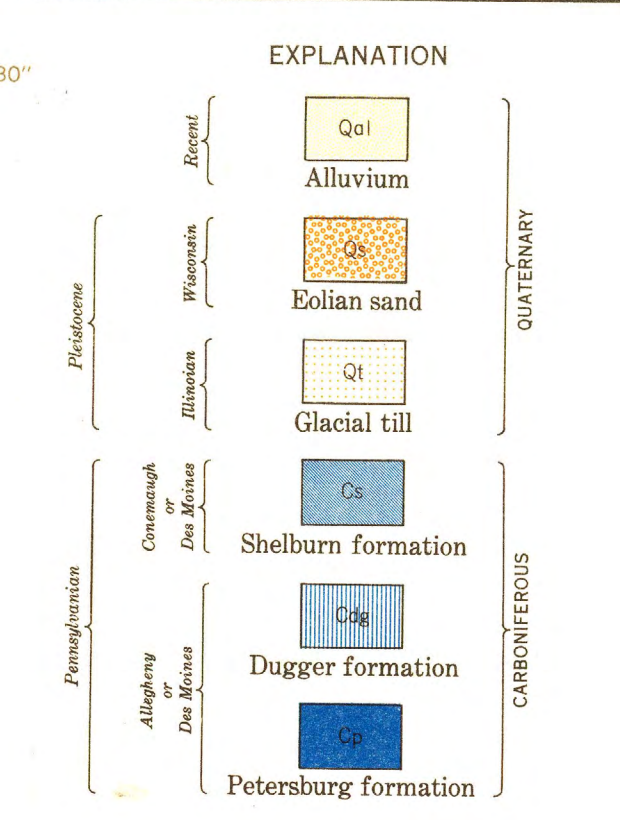 EXPLANATION
30"
Recent
Qal
Alluvium
Pleistocene
Wisconsin
Qs
Eolian sand
QUATERNARY
Illinoian
Qt
Glacial till
Pennsylvanian
Conemaugh
or
Des Moines
Cs
Shelburn formation
CARBONIFEROUS
Allegheny
or
Des Moines
Cdg
Dugger formation
Cp
Petersburg formation